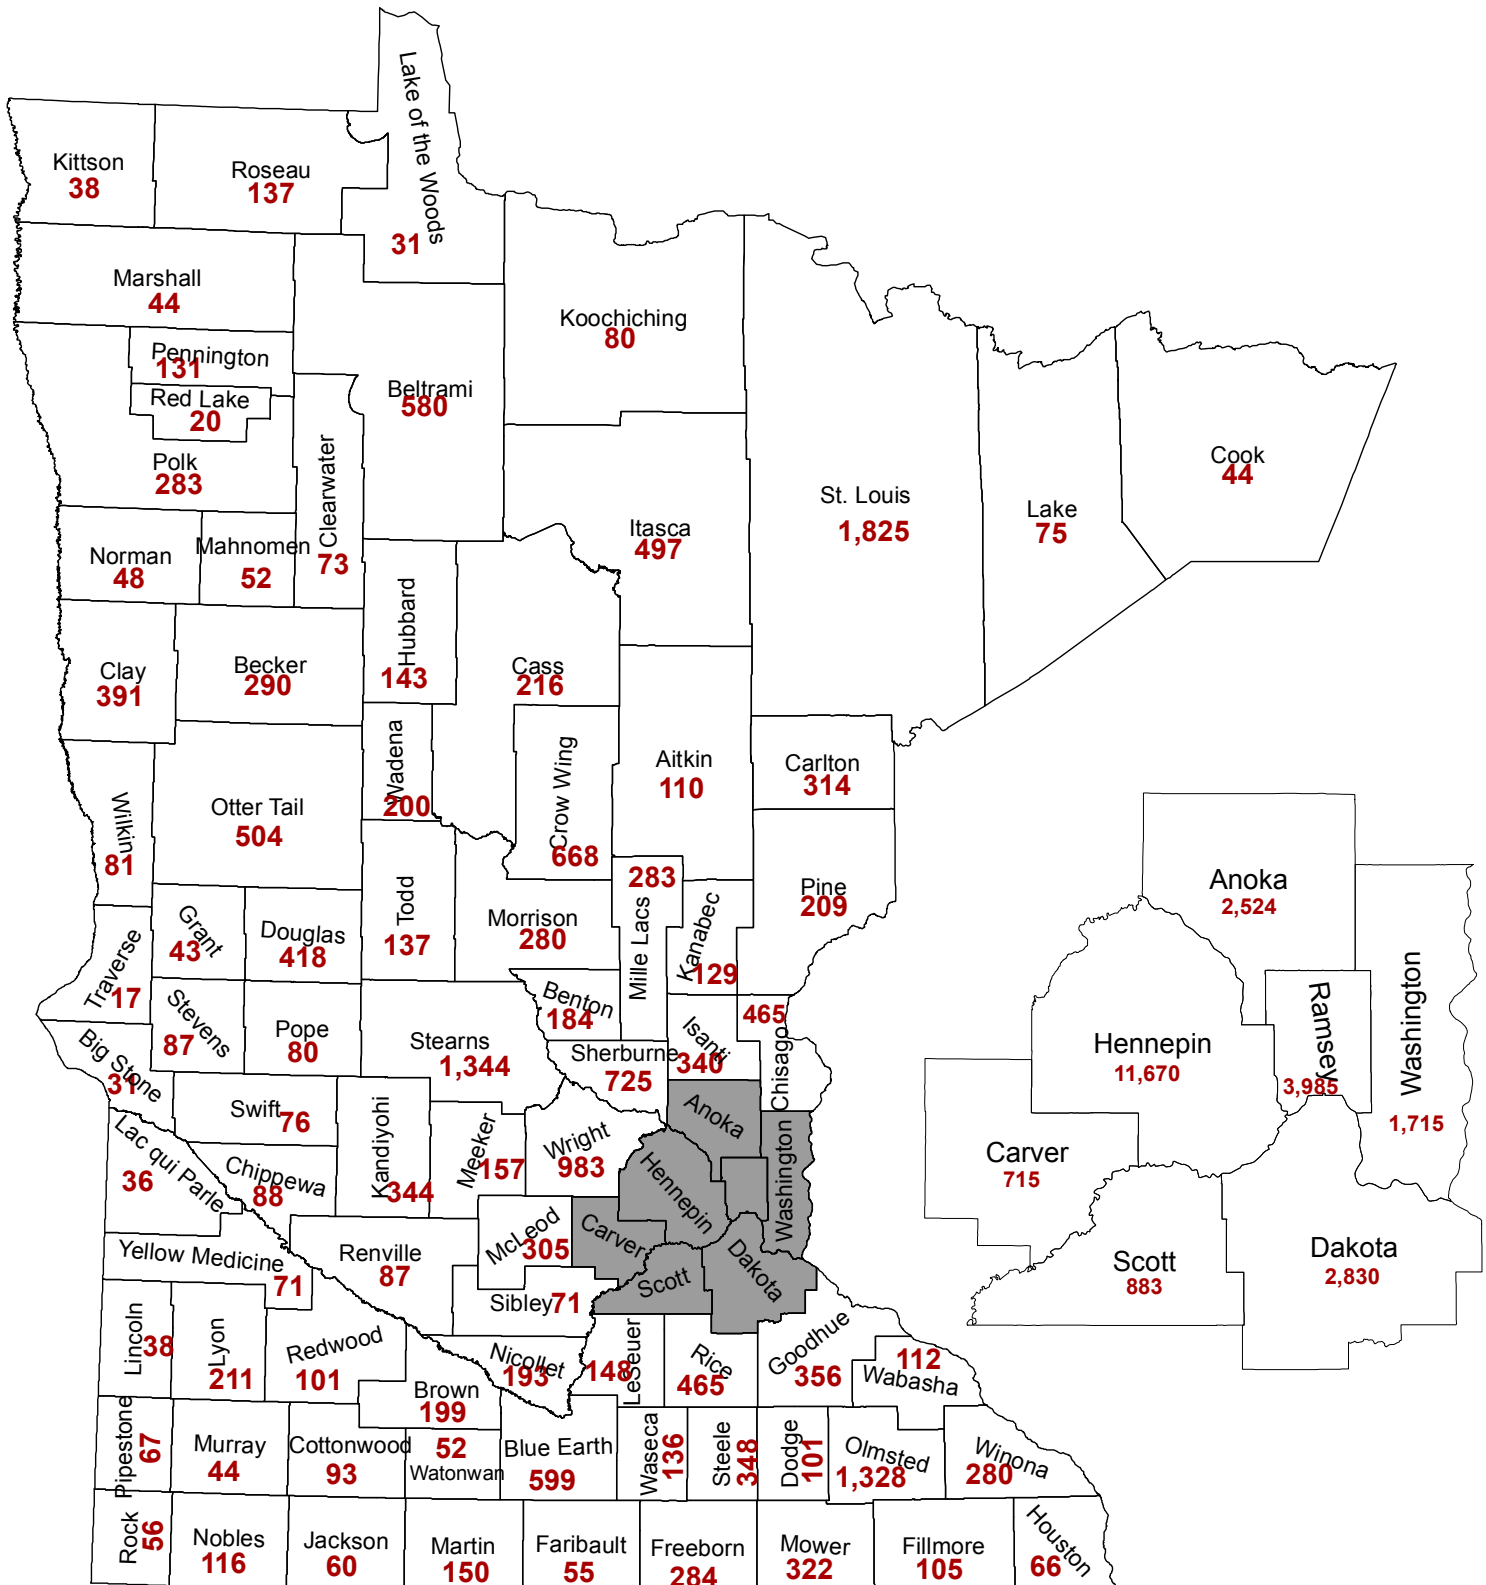 Lake of the Woods
31
Kittson
38
Roseau
137
Marshall
44
Koochiching
80
Pennington
131
Red Lake
20
Beltrami
580
Polk
283
Clearwater
73
Cook
44
St. Louis
1,825
Lake
75
Itasca
497
Norman
48
Mahnomen
52
Hubbard
143
Clay
391
Becker
290
Cass
216
Wadena
200
Crow Wing
668
Aitkin
110
Carlton
314
Wilkin
81
Otter Tail
504
Todd
137
Morrison
280
283
Mille Lacs
Kanabec
129
Pine
209
Grant
43
Douglas
418
Traverse
17
Stevens
87
Pope
80
Stearns
1,344
Benton
184
Sherburne
725
Isanti
340
465
Chisago
Big Stone
31
Swift
76
Kandiyohi
344
Meeker
157
Wright
983
Anoka
Washington
Hennepin
Carver
Scott
Dakota
Lac qui Parle
36
Chippewa
88
Yellow Medicine
71
Renville
87
McLeod
305
Sibley
71
Lincoln
38
Lyon
211
Redwood
101
Brown
199
Nicollet
193
LeSeuer
148
Rice
465
Goodhue
356
112
Wabasha
Pipestone
67
Murray
44
Cottonwood
93
52
Watonwan
Blue Earth
599
Waseca
136
Steele
348
Dodge
101
Olmsted
1,328
Winona
280
Rock
56
Nobles
116
Jackson
60
Martin
150
Faribault
55
Freeborn
284
Mower
322
Fillmore
105
Houston
66
Anoka
2,524
Hennepin
11,670
Ramsey
3,985
Washington
1,715
Carver
715
Scott
883
Dakota
2,830